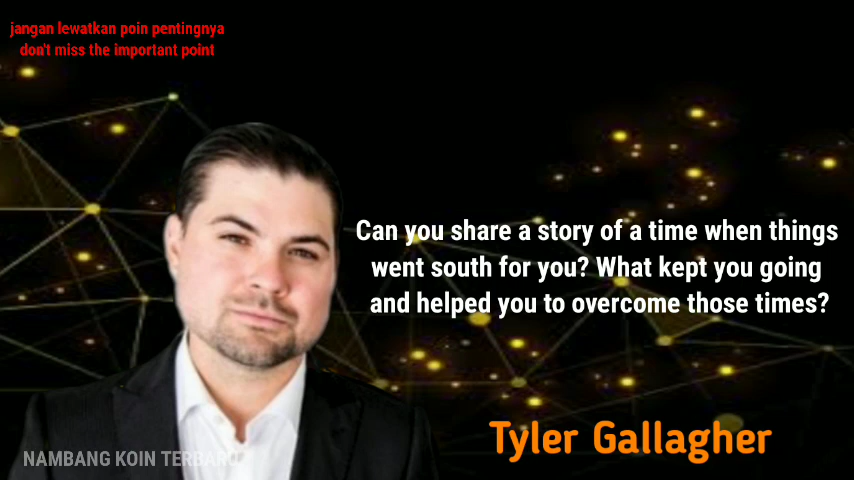 jangan lewatkan poin pentingnya
don't miss the important point
Can you share a story of a time when things
went south for you? What kept you going
and helped you to overcome those times?
Tyler Gallagher
NAMBANG KOIN TERBARU